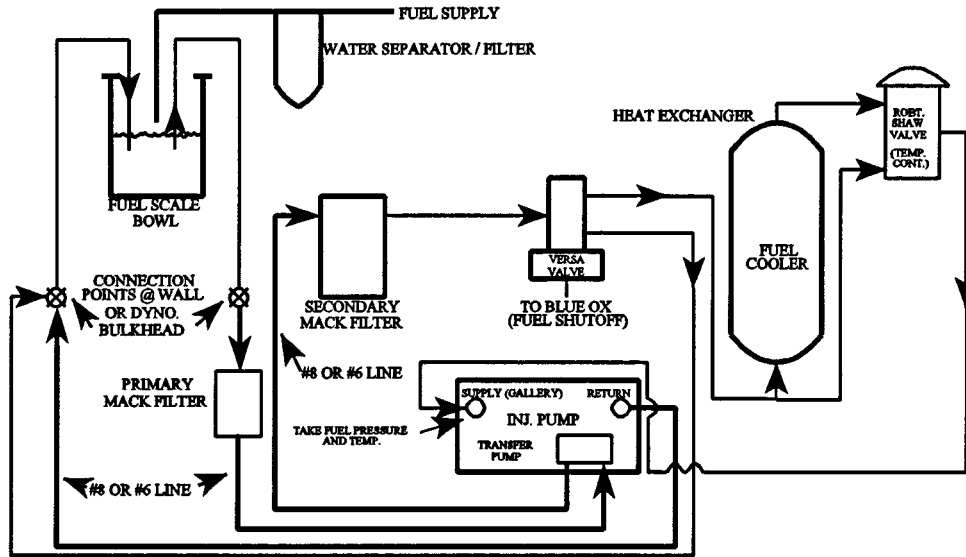 FUEL SUPPLY
WATER SEPARATOR / FILTER
HEAT EXCHANGER
ROBT.
SHAW
VALVE
(TEMP.
CONT.)
FUEL SCALE
BOWL
VERSA
VALVE
FUEL
COOLER
CONNECTION
POINTS @ WALL
OR DYNO.
BULKHEAD
SECONDARY
MACK FILTER
TO BLUE OX
(FUEL SHUTOFF)
#8 OR #6 LINE
PRIMARY
MACK FILTER
SUPPLY (GALLERY)
RETURN
INJ. PUMP
TAKE FUEL PRESSURE
AND TEMP.
TRANSFER
PUMP
#8 OR #6 LINE